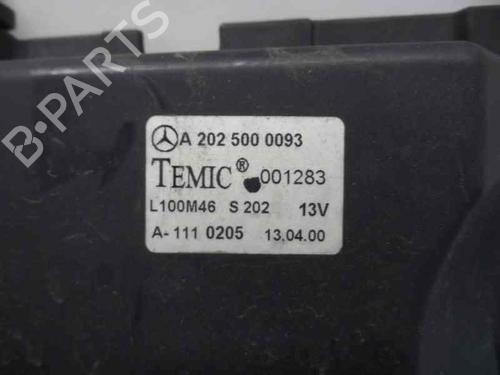 A 202 500 0093
TEMIC® 001283
L100M46 S 202 13V
A-111 0205 13.04.00
B-PARTS